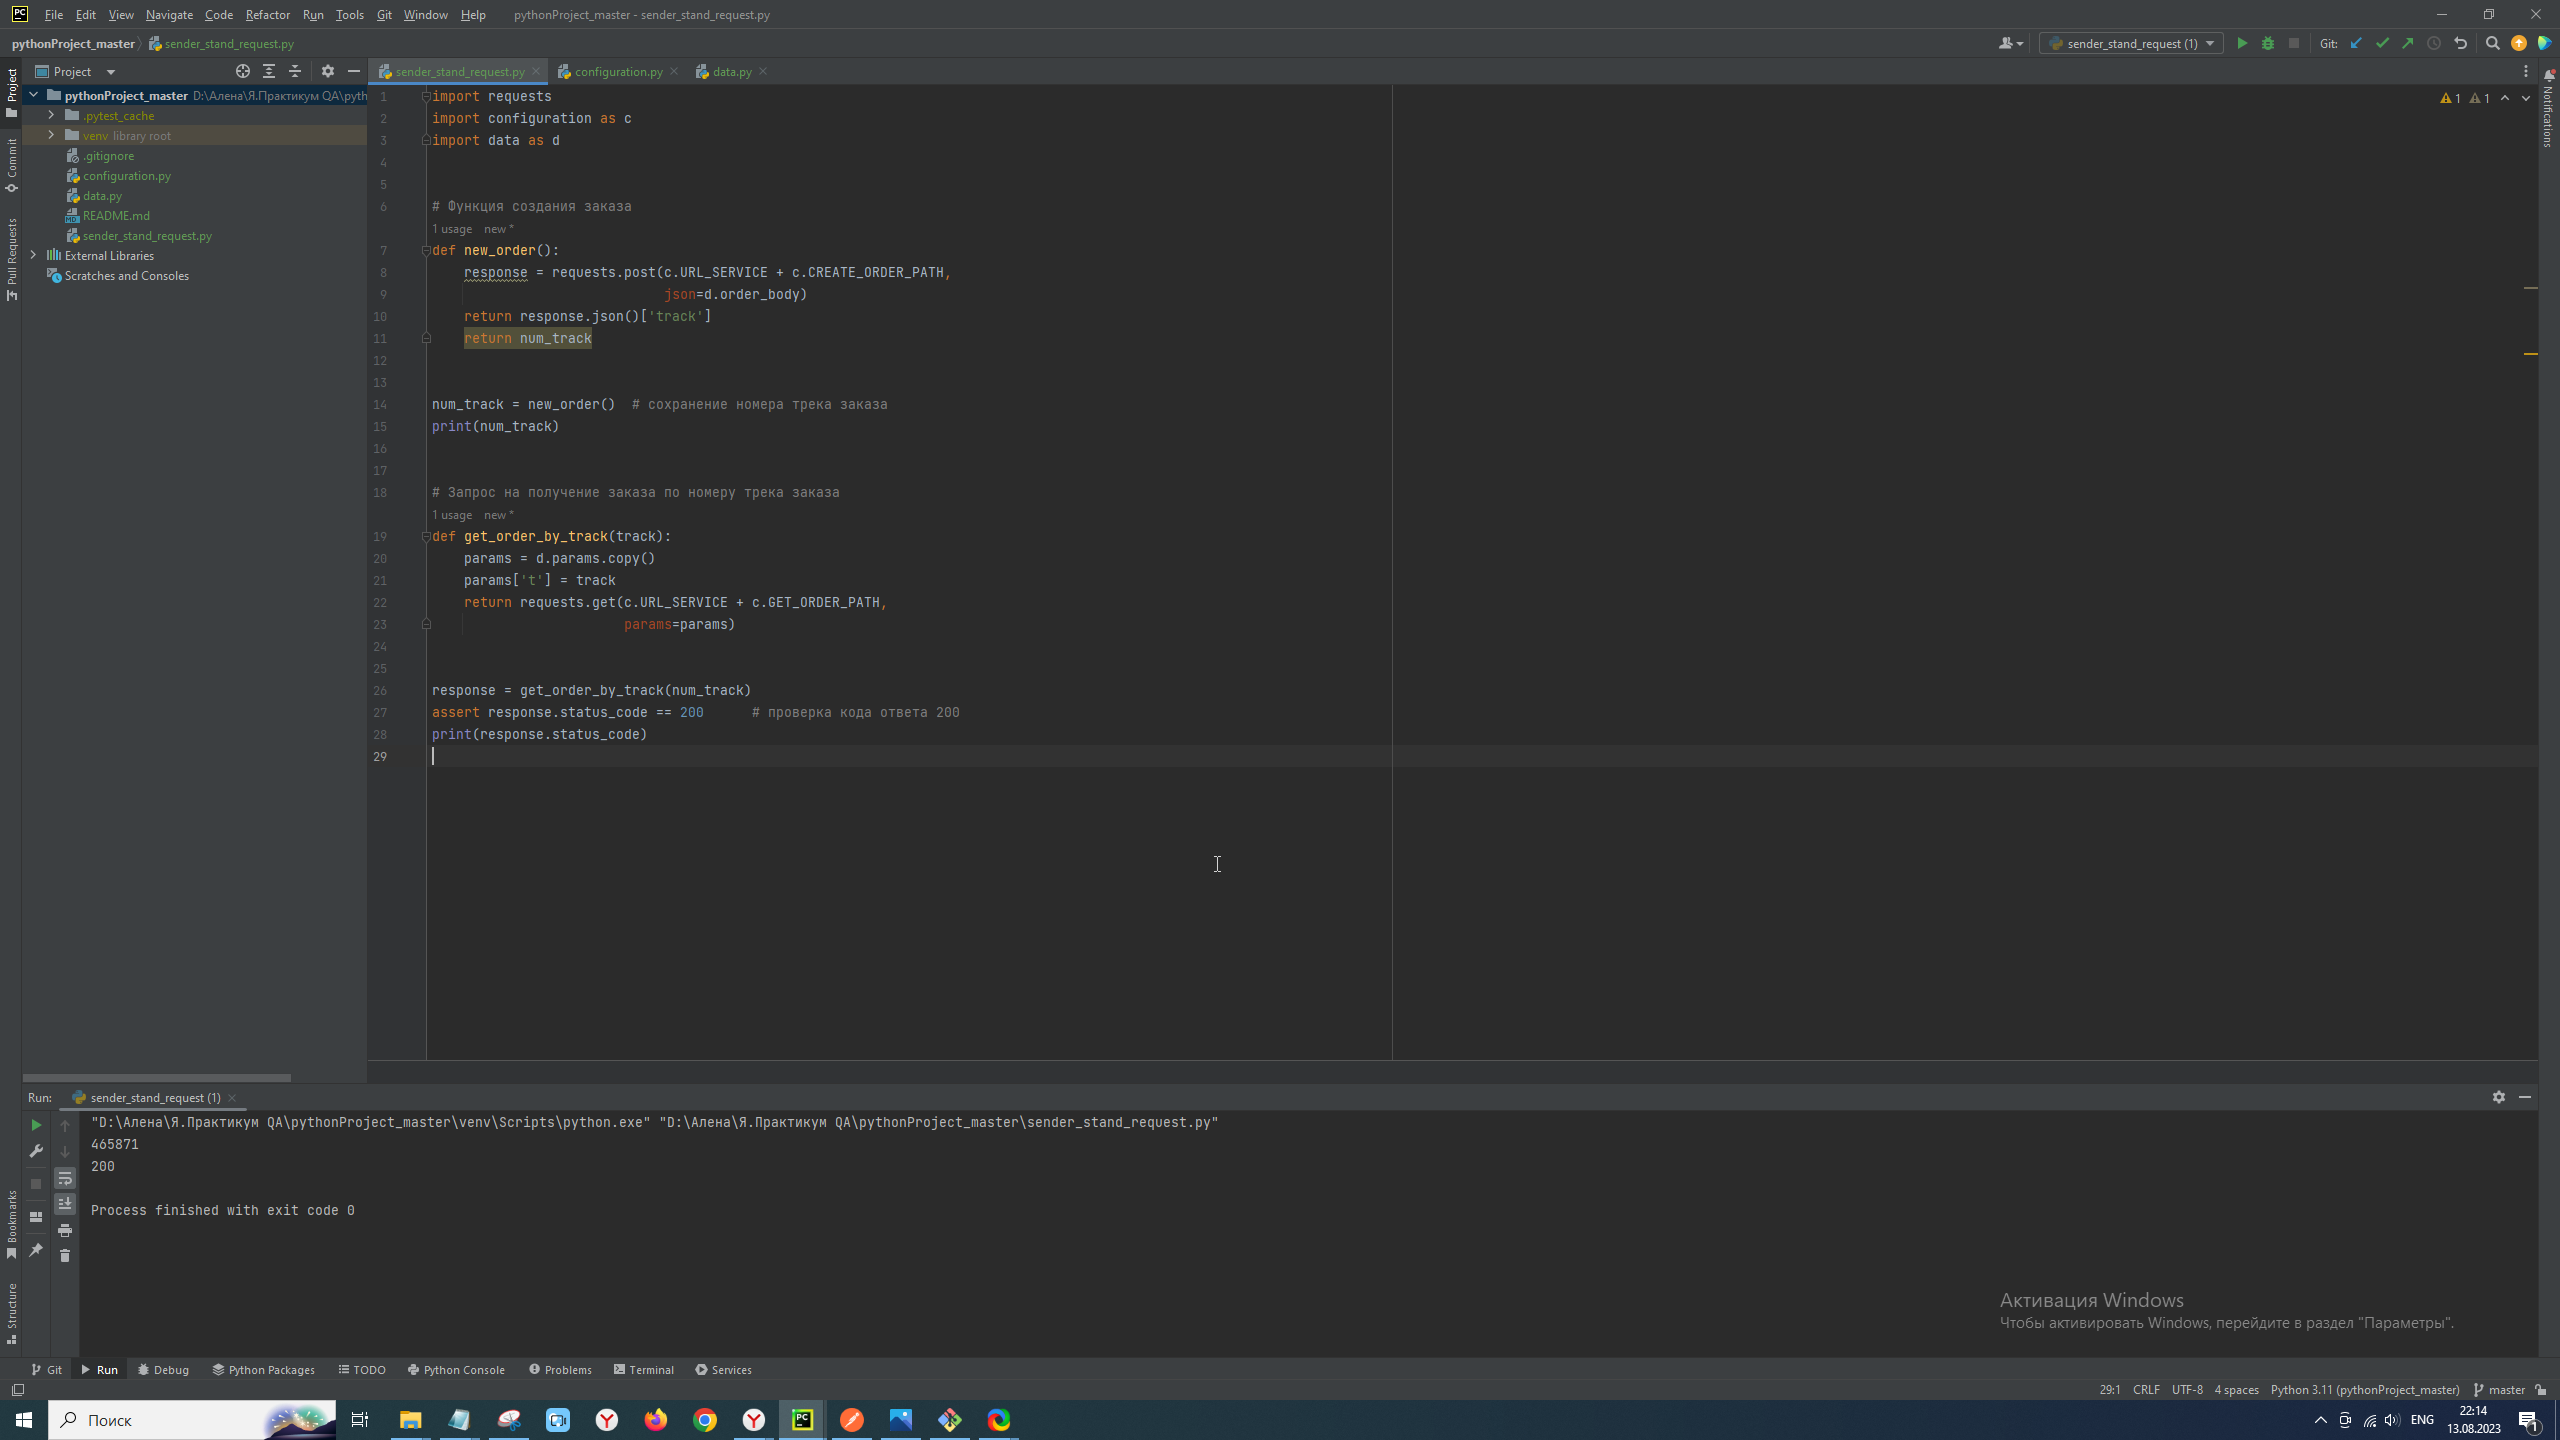 File Edit View Navigate Code Refactor Run Tools Git Window Help pythonProject_master - sender_stand_request.py
pythonProject_master sender_stand_request.py sender_stand_request (1) Git:
Project sender_stand_request.py configuration.py data.py
pythonProject_master D:\Алена\Я.Практикум QA\pyth
.pytest_cache
venv library root
.gitignore
configuration.py
data.py
README.md
sender_stand_request.py
External Libraries
Scratches and Consoles
Project
Commit
Pull Requests
Bookmarks
Structure
Notifications
1 1
1 import requests
2 import configuration as c
3 import data as d
4
5
6 # Функция создания заказа
1 usage new *
7 def new_order():
8 response = requests.post(c.URL_SERVICE + c.CREATE_ORDER_PATH,
9 json=d.order_body)
10 return response.json()['track']
11 return num_track
12
13
14 num_track = new_order() # сохранение номера трека заказа
15 print(num_track)
16
17
18 # Запрос на получение заказа по номеру трека заказа
1 usage new *
19 def get_order_by_track(track):
20 params = d.params.copy()
21 params['t'] = track
22 return requests.get(c.URL_SERVICE + c.GET_ORDER_PATH,
23 params=params)
24
25
26 response = get_order_by_track(num_track)
27 assert response.status_code == 200 # проверка кода ответа 200
28 print(response.status_code)
29
Run: sender_stand_request (1)
"D:\Алена\Я.Практикум QA\pythonProject_master\venv\Scripts\python.exe" "D:\Алена\Я.Практикум QA\pythonProject_master\sender_stand_request.py"
465871
200
Process finished with exit code 0
Активация Windows
Чтобы активировать Windows, перейдите в раздел "Параметры".
Git Run Debug Python Packages TODO Python Console Problems Terminal Services
29:1 CRLF UTF-8 4 spaces Python 3.11 (pythonProject_master) master
Поиск
ENG
22:14
13.08.2023
1